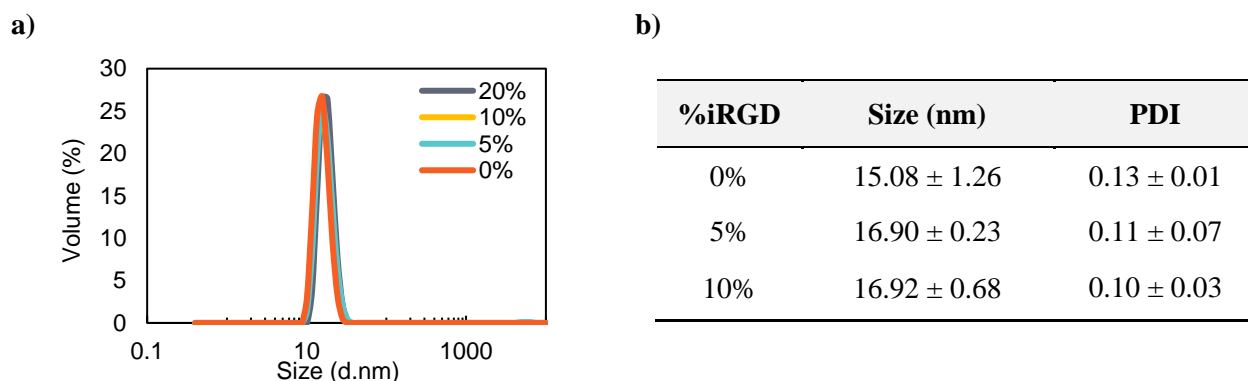 a)
Volume (%)
30
25
20
15
10
5
0
20%
10%
5%
0%
0.1 10 1000
Size (d.nm)
b)
%iRGD Size (nm) PDI
0% 15.08 ± 1.26 0.13 ± 0.01
5% 16.90 ± 0.23 0.11 ± 0.07
10% 16.92 ± 0.68 0.10 ± 0.03